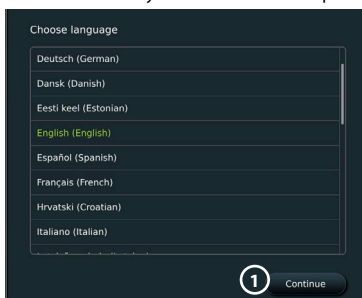 Choose language
Deutsch (German)
Dansk (Danish)
Eesti keel (Estonian)
English (English)
Español (Spanish)
Français (French)
Hrvatski (Croatian)
Italiano (Italian)
1 Continue